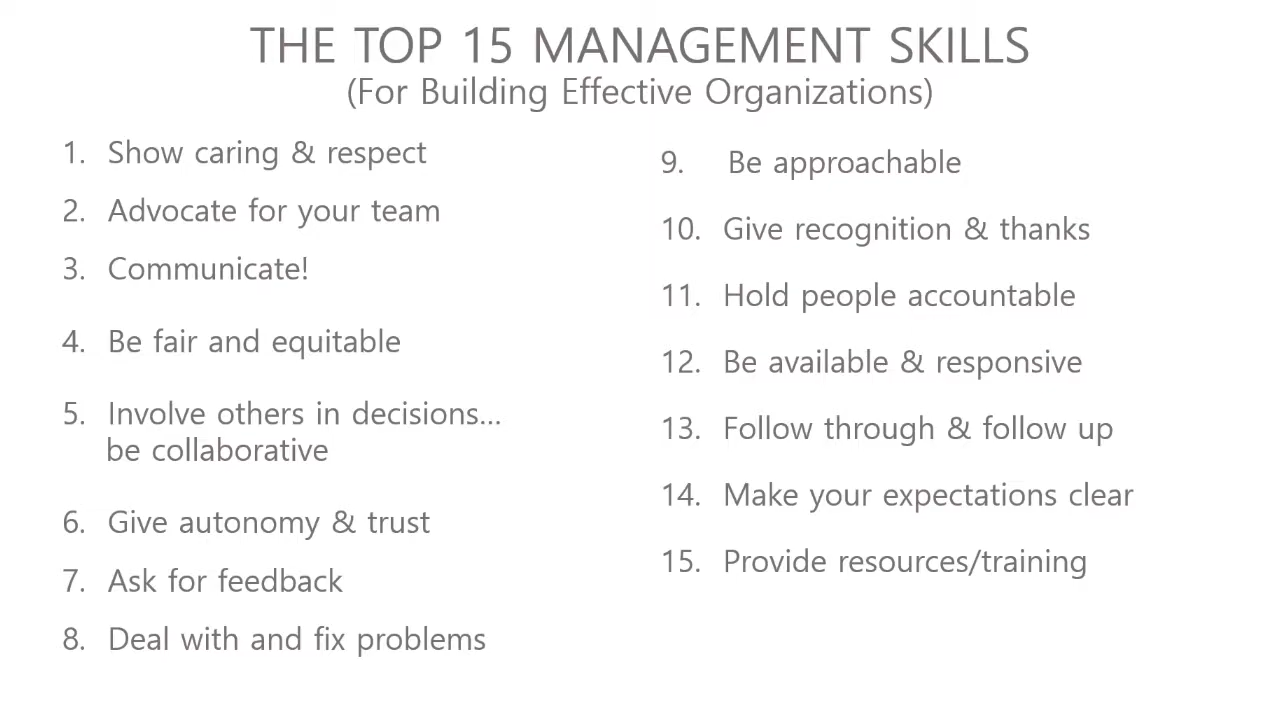 THE TOP 15 MANAGEMENT SKILLS
(For Building Effective Organizations)
1. Show caring & respect
2. Advocate for your team
3. Communicate!
4. Be fair and equitable
5. Involve others in decisions...
be collaborative
6. Give autonomy & trust
7. Ask for feedback
8. Deal with and fix problems
9. Be approachable
10. Give recognition & thanks
11. Hold people accountable
12. Be available & responsive
13. Follow through & follow up
14. Make your expectations clear
15. Provide resources/training